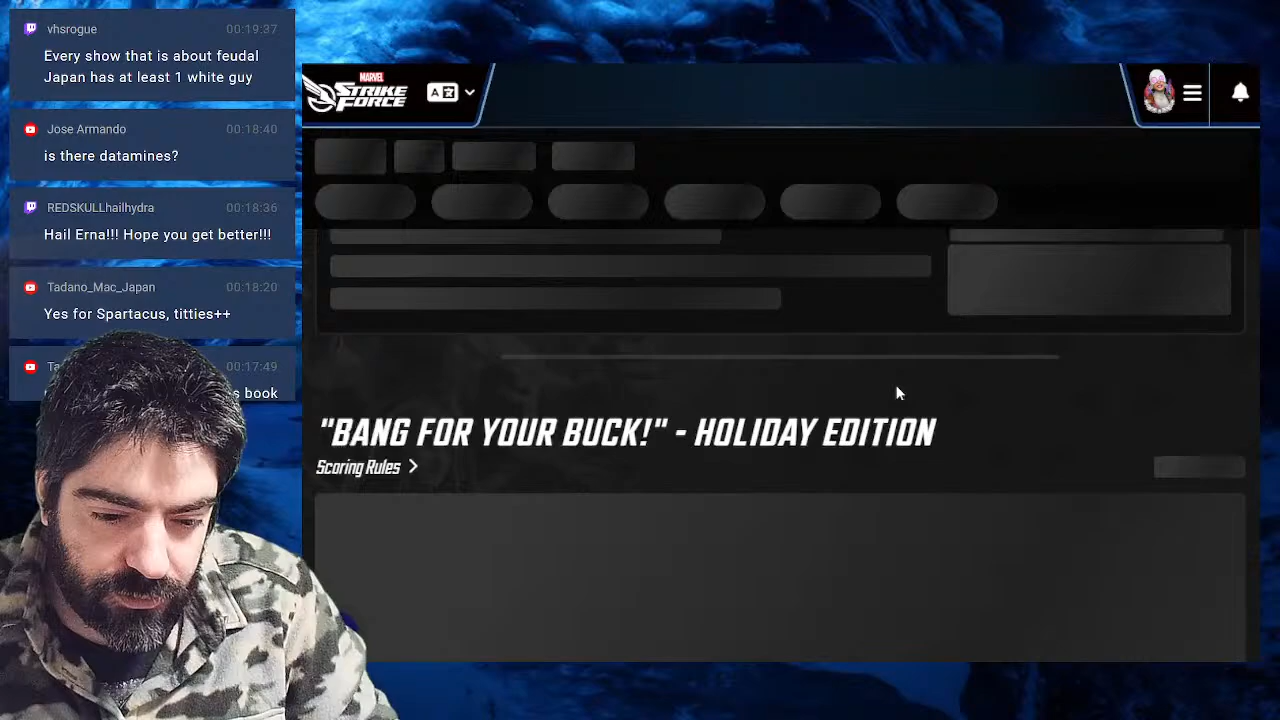 vhsrogue
00:19:37
Every show that is about feudal
Japan has at least 1 white guy
Jose Armando
00:18:40
is there datamines?
REDSKULLhailhydra
00:18:36
Hail Erna!!! Hope you get better!!!
Tadano_Mac_Japan
00:18:20
Yes for Spartacus, titties++
00:17:49
book
MARVEL
STRIKE
FORCE
A
"BANG FOR YOUR BUCK!" - HOLIDAY EDITION
Scoring Rules >